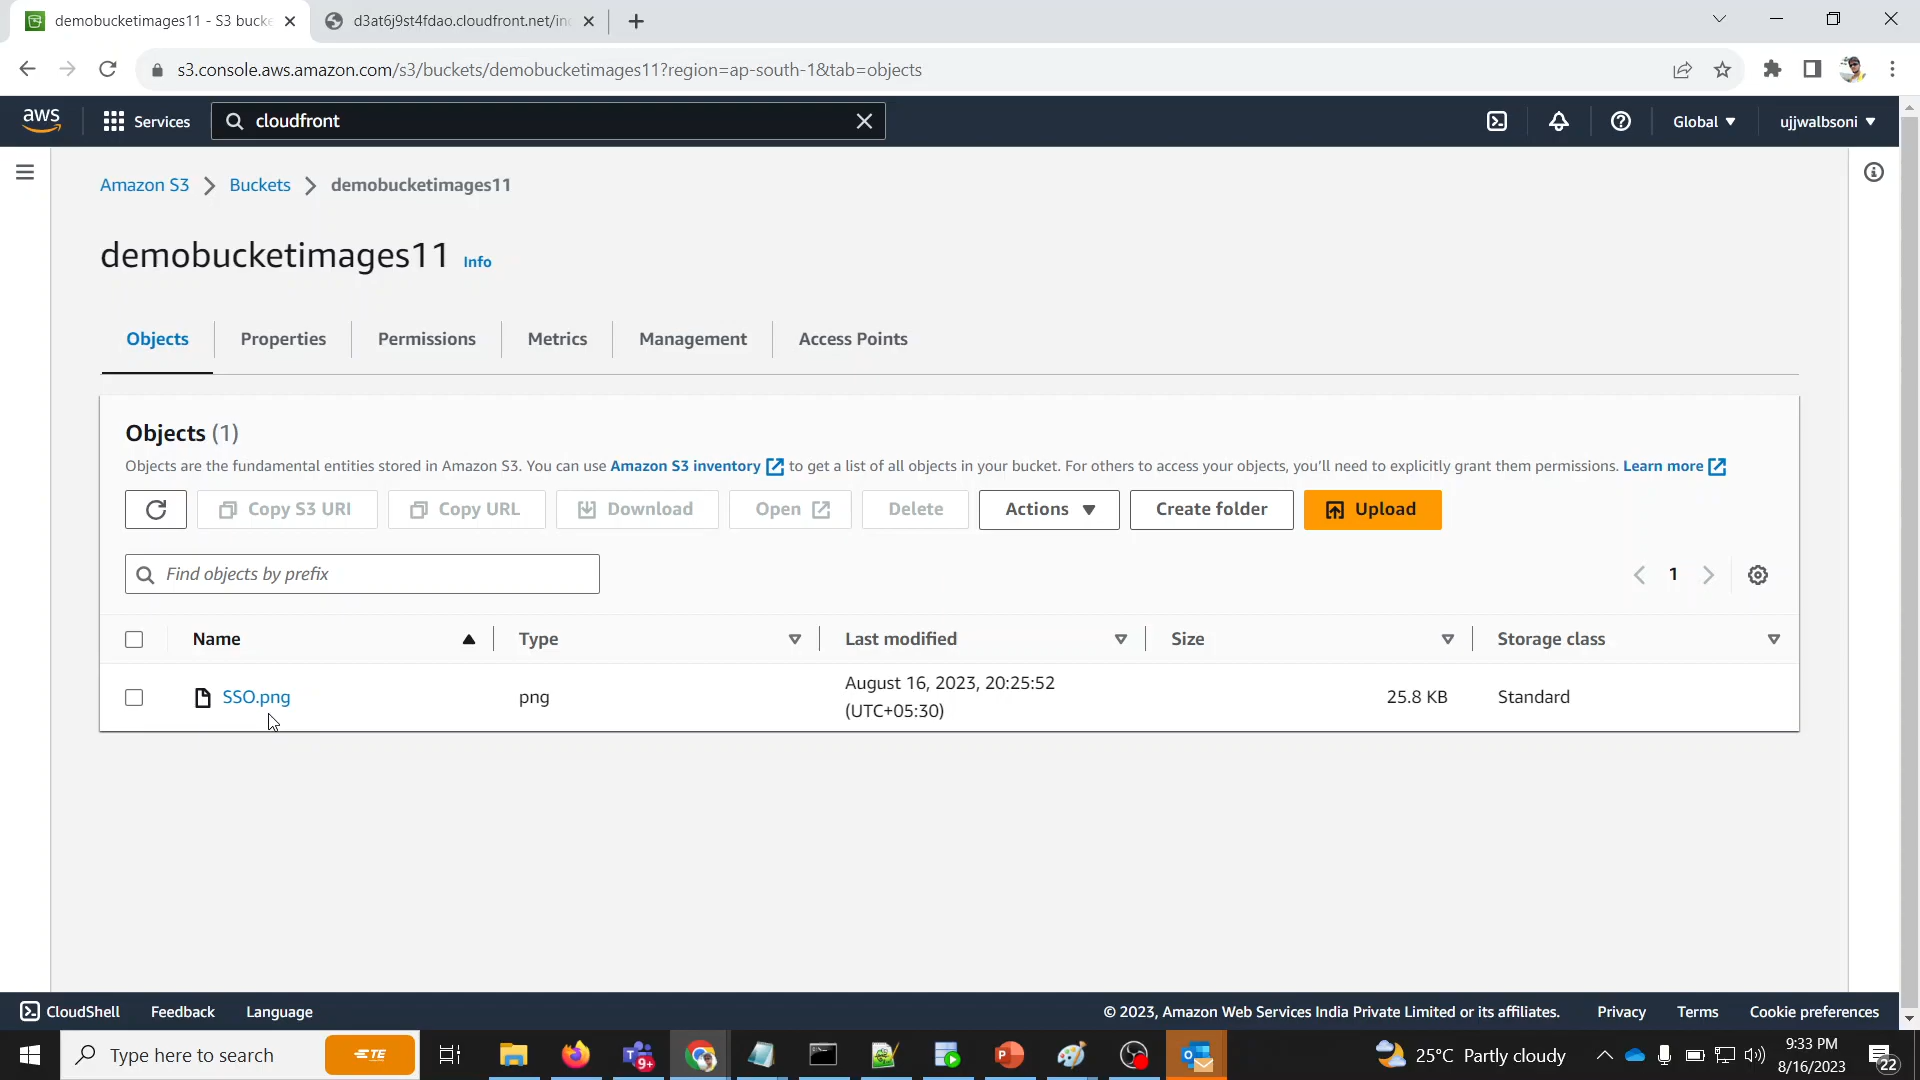 demobucketimages11 - S3 bucke
d3at6j9st4fdao.cloudfront.net/in
s3.console.aws.amazon.com/s3/buckets/demobucketimages11?region=ap-south-1&tab=objects
aws
Services
cloudfront
Global
ujjwalbsoni
Amazon S3
Buckets
demobucketimages11
demobucketimages11
Info
Objects
Properties
Permissions
Metrics
Management
Access Points
Objects (1)
Objects are the fundamental entities stored in Amazon S3. You can use Amazon S3 inventory to get a list of all objects in your bucket. For others to access your objects, you'll need to explicitly grant them permissions. Learn more
Copy S3 URI
Copy URL
Download
Open
Delete
Actions
Create folder
Upload
Find objects by prefix
1
Name
Type
Last modified
Size
Storage class
SSO.png
png
August 16, 2023, 20:25:52
(UTC+05:30)
25.8 KB
Standard
CloudShell
Feedback
Language
© 2023, Amazon Web Services India Private Limited or its affiliates.
Privacy
Terms
Cookie preferences
Type here to search
TE
9+
25°C Partly cloudy
9:33 PM
8/16/2023
22